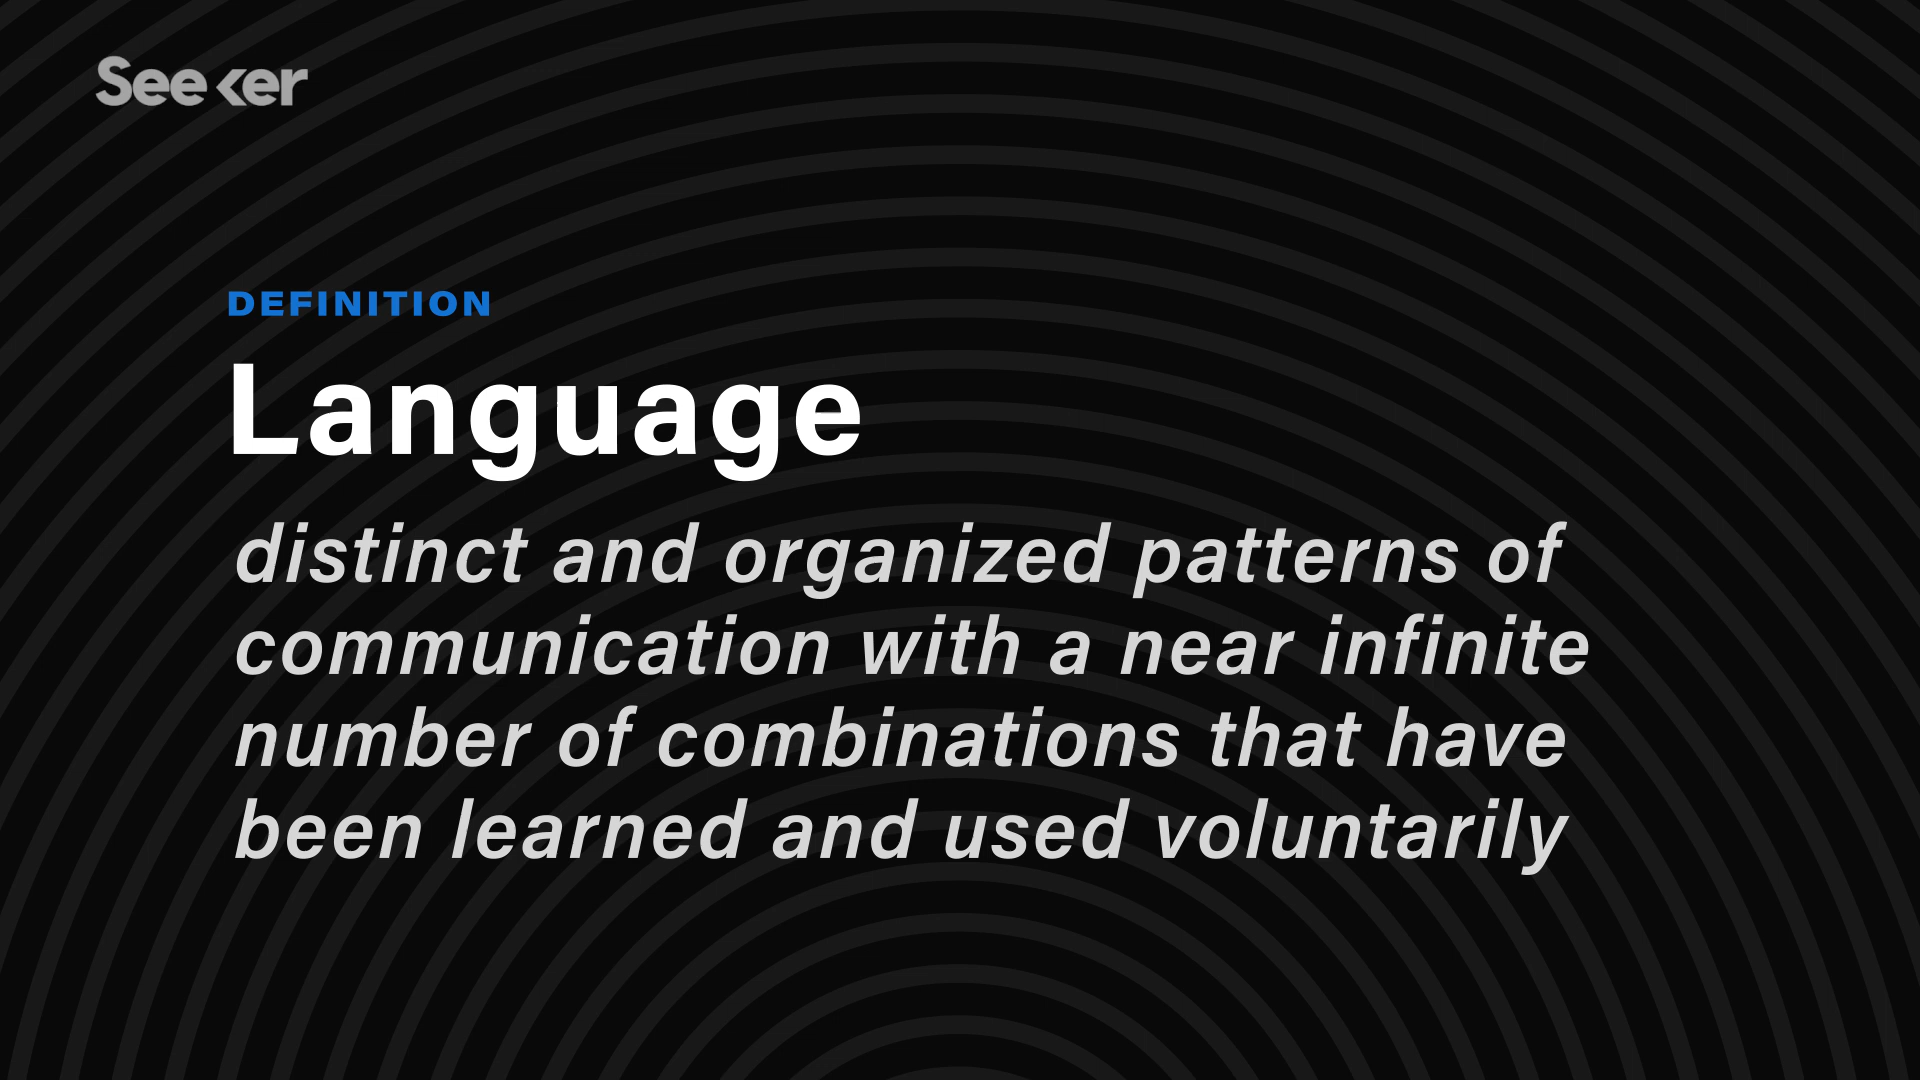 Seeker
DEFINITION
Language
distinct and organized patterns of
communication with a near infinite
number of combinations that have
been learned and used voluntarily